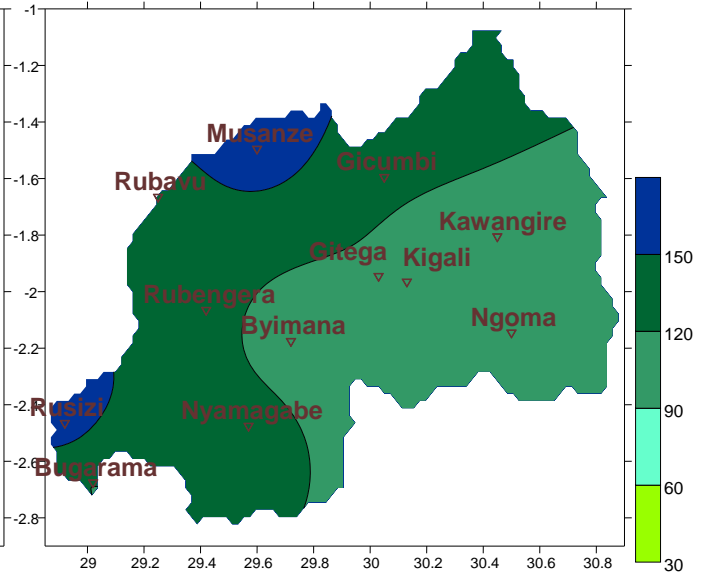 -1
-1.2
-1.4
Musanze
Gicumbi
-1.6
Rubavu
Kawangire
-1.8
Gitega
Kigali
150
-2
Rubengera
Ngoma
Byimana
120
-2.2
-2.4
Rusizi
Nyamagabe
90
-2.6
Bugarama
60
-2.8
29 29.2 29.4 29.6 29.8 30 30.2 30.4 30.6 30.8
30